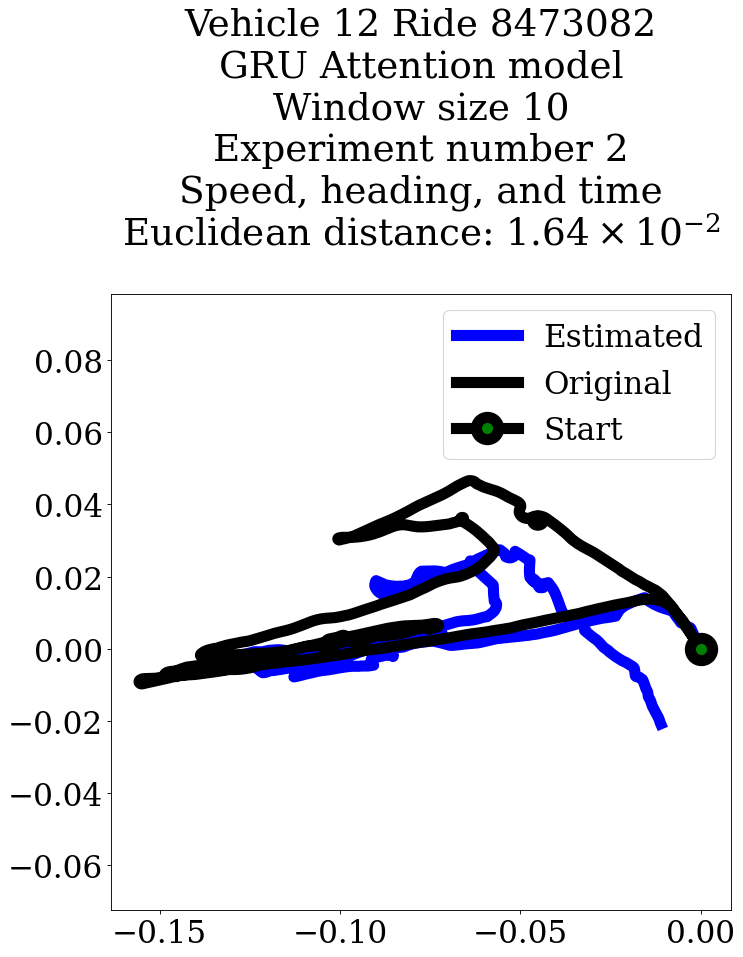 Vehicle 12 Ride 8473082
GRU Attention model
Window size 10
Experiment number 2
Speed, heading, and time
Euclidean distance: 1.64 × 10⁻²
Estimated
Original
Start
0.08
0.06
0.04
0.02
0.00
−0.02
−0.04
−0.06
−0.15
−0.10
−0.05
0.00